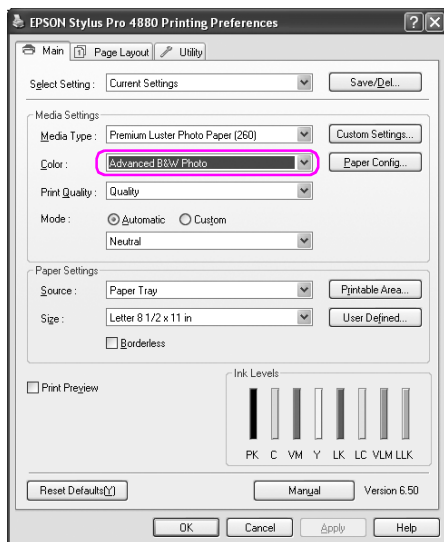 EPSON Stylus Pro 4880 Printing Preferences
Main Page Layout Utility
Select Setting : Current Settings Save/Del...
Media Settings
Media Type : Premium Luster Photo Paper (260) Custom Settings...
Color : Advanced B&W Photo Paper Config...
Print Quality : Quality
Mode : Automatic Custom
Neutral
Paper Settings
Source : Paper Tray Printable Area...
Size : Letter 8 1/2 x 11 in User Defined...
Borderless
Print Preview
Ink Levels
PK C VM Y LK LC VLM LLK
Reset Defaults(Y) Manual Version 6.50
OK Cancel Apply Help